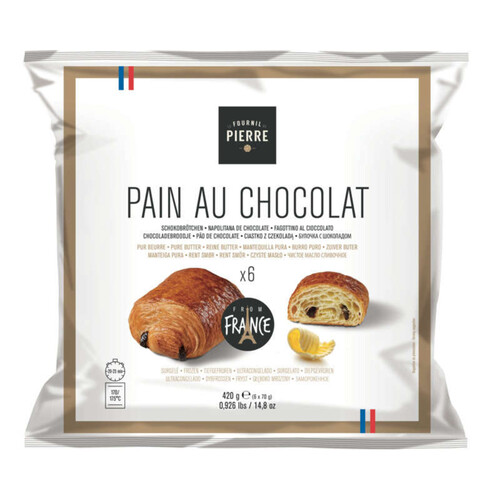 FOURNIL
PIERRE
PAIN AU CHOCOLAT
SCHOKOBRÖTCHEN • NAPOLITANA DE CHOCOLATE • FAGOTTINO AL CIOCCOLATO
CHOCOLADEBROODJE • PÃO DE CHOCOLATE • CIASTKO Z CZEKOLADĄ • БУЛОЧКА С ШОКОЛАДОМ
PUR BEURRE • PURE BUTTER • REINE BUTTER • MANTEQUILLA PURA • BURRO PURO • ZUIVER BOTER
MANTEIGA PURA • RENT SMØR • RENT SMÖR • CZYSTE MASŁO • ЧИСТОЕ МАСЛО СЛИВОЧНОЕ
x6
FROM
FRANCE
SURGELÉ • FROZEN • TIEFGEFROREN • ULTRACONGELADO • SURGELATO • DIEPGEVROREN
ULTRACONGELADO • DYBFROSSEN • FRYST • GŁĘBOKO MROŻONY • ЗАМОРОЖЕННОЕ
170/
175°C
420 g e (6 x 70 g)
0,926 lbs / 14,8 oz